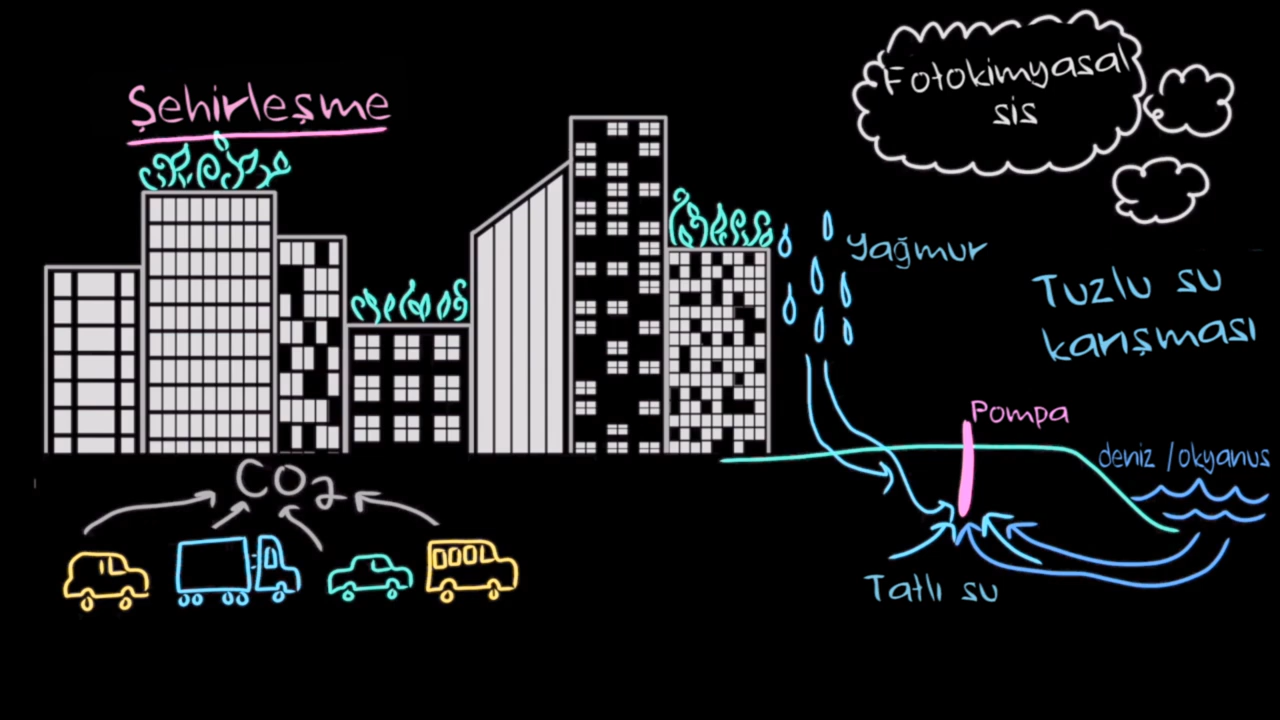 Şehirleşme
Fotokimyasal
sis
Yağmur
Tuzlu su
karışması
Pompa
deniz / okyanus
CO₂
Tatlı su